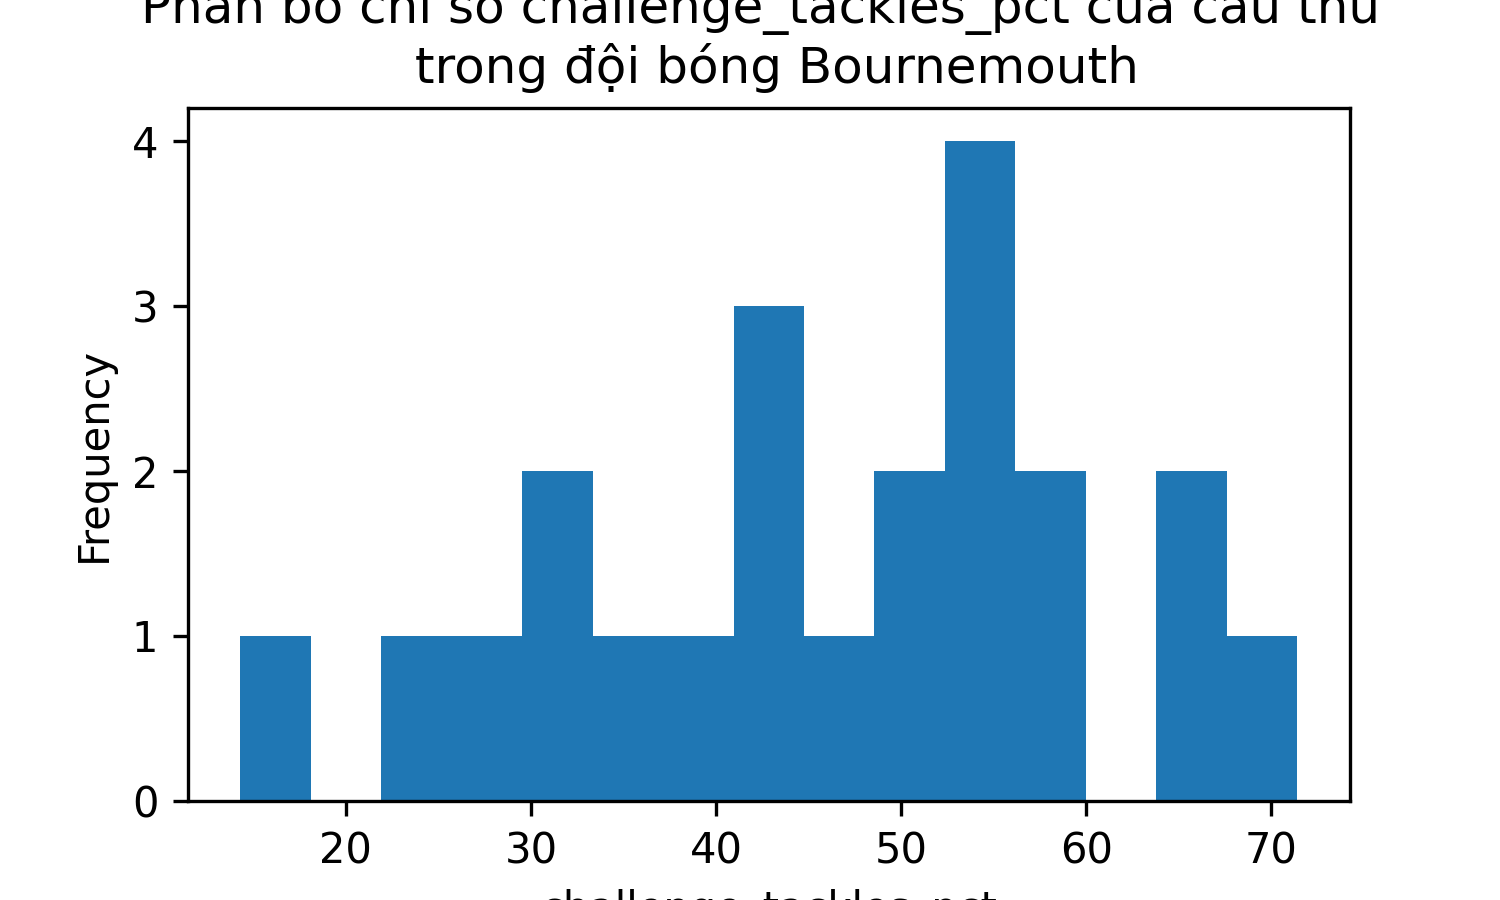 Phân bố chỉ số challenge_tackles_pct của cầu thủ
trong đội bóng Bournemouth
4
3
2
1
0
Frequency
20 30 40 50 60 70
challenge_tackles_pct